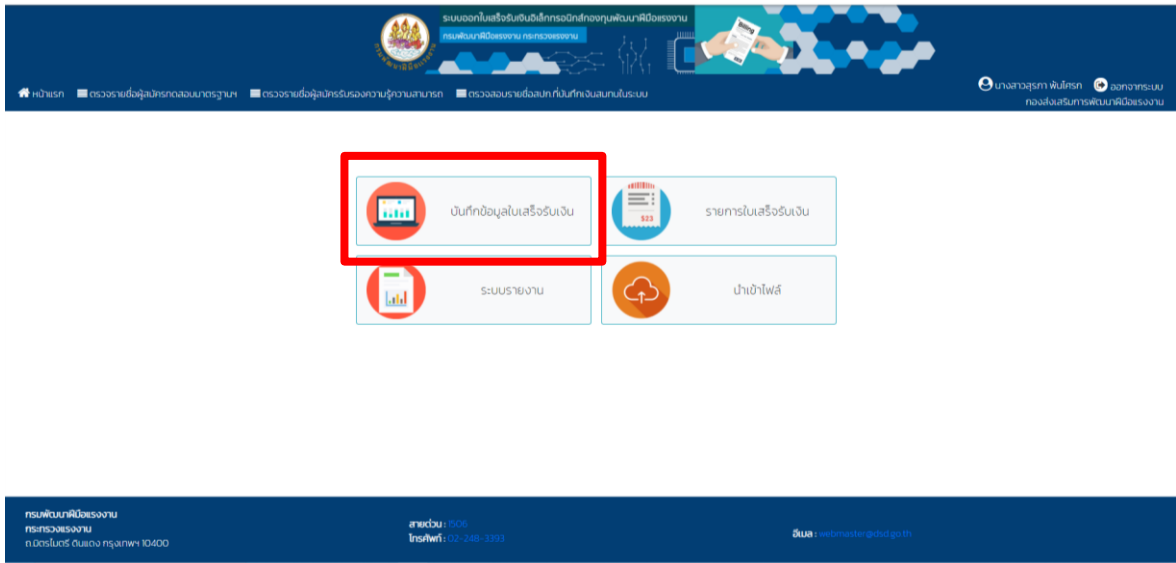 ระบบออกใบเสร็จรับเงินอิเล็กทรอนิกส์กองทุนพัฒนาฝีมือแรงงาน
กรมพัฒนาฝีมือแรงงาน กระทรวงแรงงาน
Billing
หน้าแรก ตรวจรายชื่อผู้สมัครทดสอบมาตรฐานฯ ตรวจรายชื่อผู้สมัครรับรองความรู้ความสามารถ ตรวจสอบรายชื่อสปก.ที่บันทึกเงินสมทบในระบบ
นางสาวสุรภา พันโศรก ออกจากระบบ
กองส่งเสริมการพัฒนาฝีมือแรงงาน
บันทึกข้อมูลใบเสร็จรับเงิน
523
รายการใบเสร็จรับเงิน
ระบบรายงาน
นำเข้าไฟล์
กรมพัฒนาฝีมือแรงงาน
กระทรวงแรงงาน
ถ.มิตรไมตรี ดินแดง กรุงเทพฯ 10400
สายด่วน : 1506
โทรศัพท์ : 02-248-3393
อีเมล : webmaster@dsd.go.th